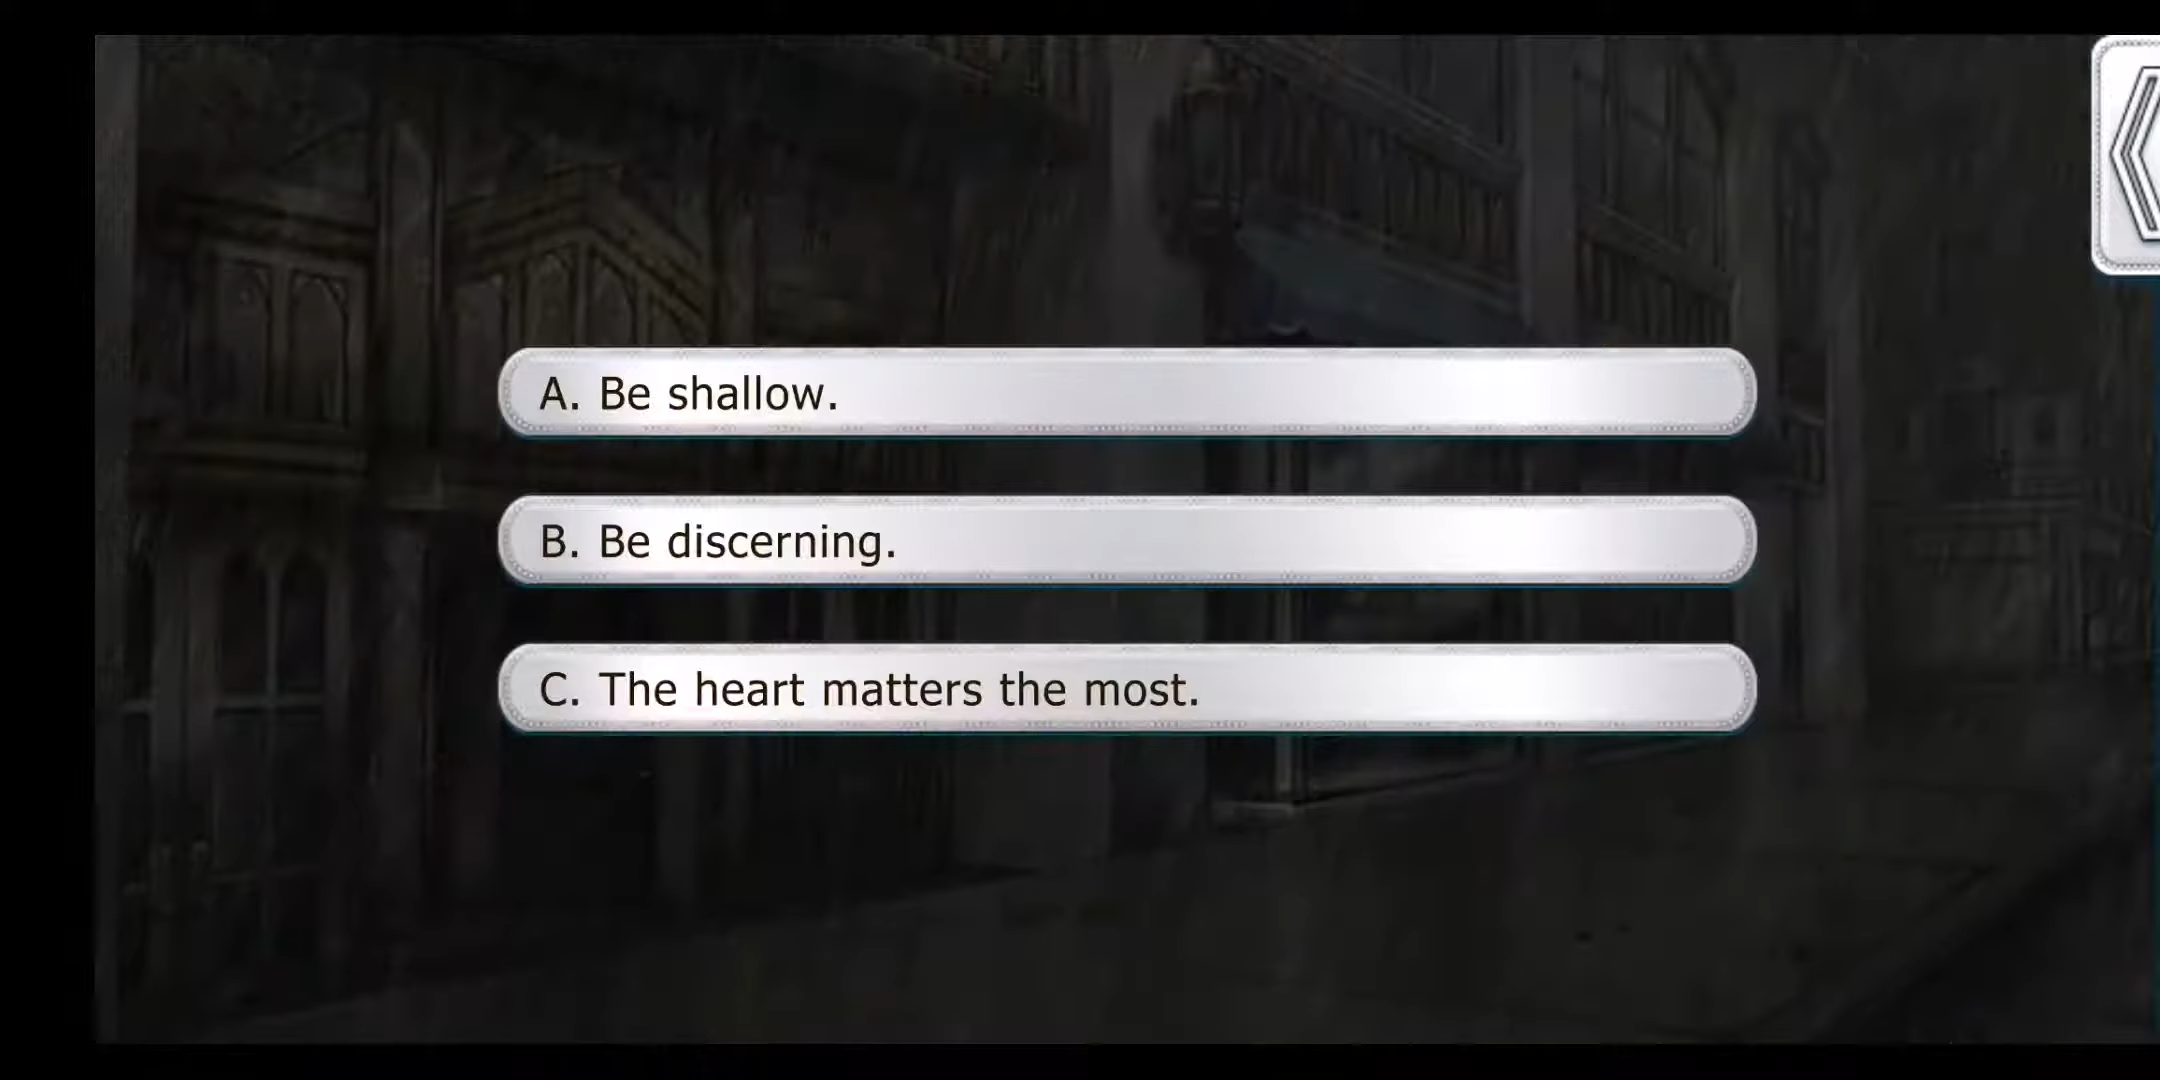 A. Be shallow.
B. Be discerning.
C. The heart matters the most.